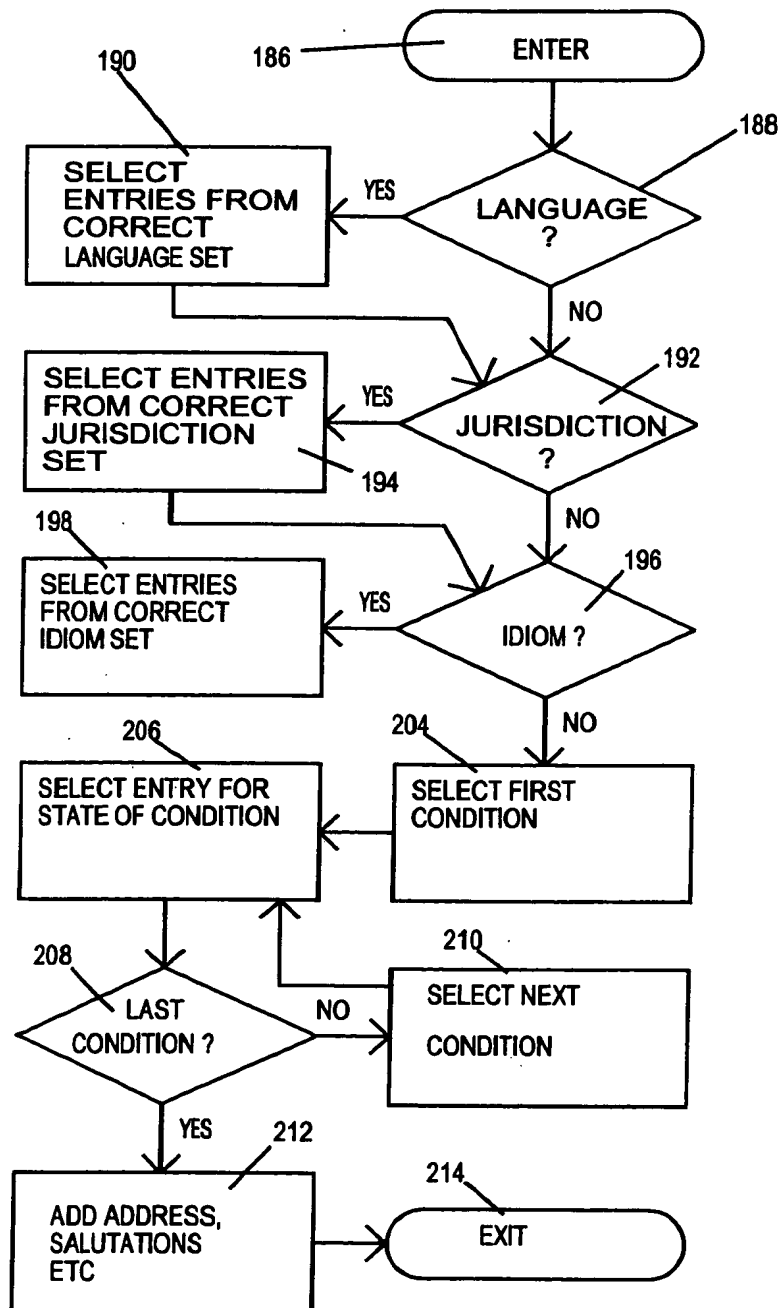 186
ENTER
190
188
SELECT
ENTRIES FROM
CORRECT
LANGUAGE SET
YES
LANGUAGE
?
NO
SELECT ENTRIES
FROM CORRECT
JURISDICTION
SET
194
YES
192
JURISDICTION
?
NO
198
SELECT ENTRIES
FROM CORRECT
IDIOM SET
YES
196
IDIOM ?
NO
206
204
SELECT ENTRY FOR
STATE OF CONDITION
SELECT FIRST
CONDITION
208
LAST
CONDITION ?
NO
210
SELECT NEXT
CONDITION
YES
212
ADD ADDRESS,
SALUTATIONS
ETC
214
EXIT